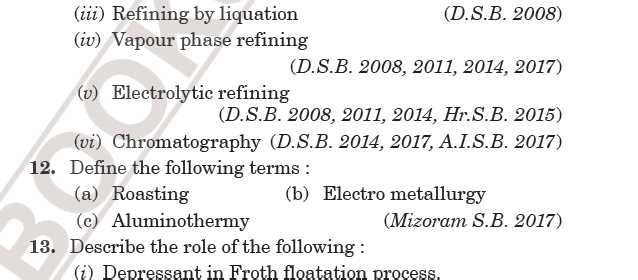 (iii) Refining by liquation (D.S.B. 2008)
(iv) Vapour phase refining
(D.S.B. 2008, 2011, 2014, 2017)
(v) Electrolytic refining
(D.S.B. 2008, 2011, 2014, Hr.S.B. 2015)
(vi) Chromatography (D.S.B. 2014, 2017, A.I.S.B. 2017)
12. Define the following terms :
(a) Roasting (b) Electro metallurgy
(c) Aluminothermy (Mizoram S.B. 2017)
13. Describe the role of the following :
(i) Depressant in Froth floatation process.
BOOK